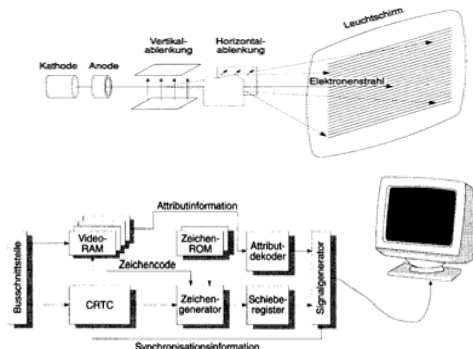 Leuchtschirm
Vertikal-
ablenkung
Horizontal-
ablenkung
Kathode
Anode
Elektronenstrahl
Attributinformation
Busschnittstelle
Video-
RAM
Zeichen-
ROM
Attribut-
dekoder
Signalgenerator
Zeichencode
CRTC
Zeichen-
generator
Schiebe-
register
Synchronisationsinformation